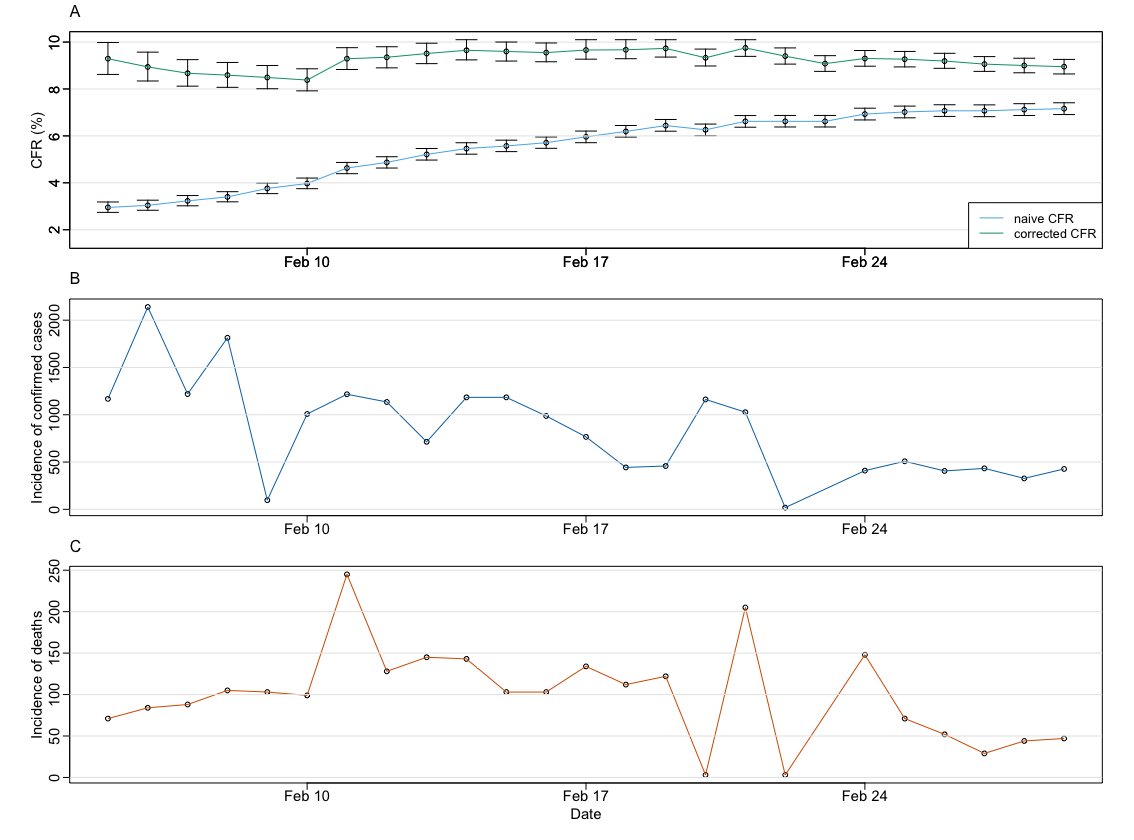 A
CFR (%)
10
8
6
4
2
naive CFR
corrected CFR
Feb 10 Feb 17 Feb 24
B
Incidence of confirmed cases
2000
1500
1000
500
0
Feb 10 Feb 17 Feb 24
C
Incidence of deaths
250
200
150
100
50
0
Feb 10 Feb 17 Feb 24
Date